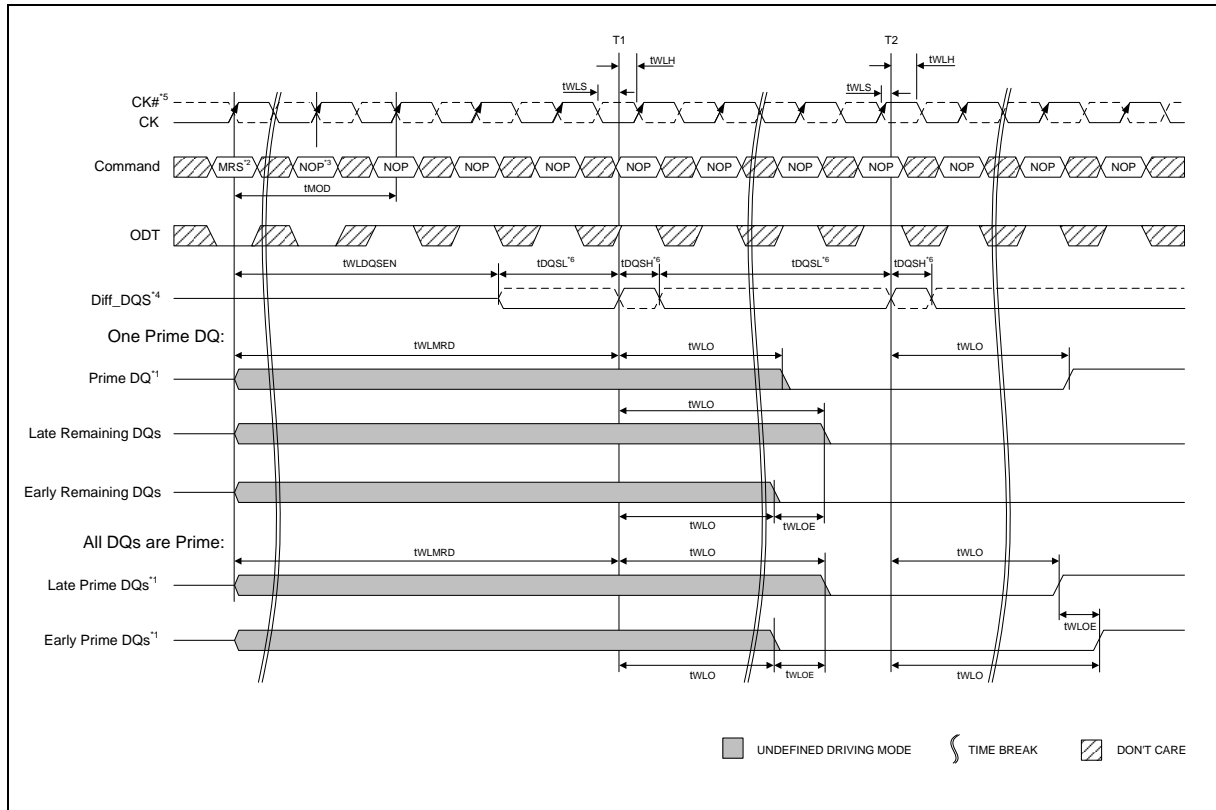 T1 T2
tWLH tWLH
tWLS tWLS
CK#*5
CK
Command MRS*2 NOP*3 NOP NOP NOP NOP NOP NOP NOP NOP NOP NOP
tMOD
ODT
tWLDQSEN tDQSL*6 tDQSH*6 tDQSL*6 tDQSH*6
Diff_DQS*4
One Prime DQ:
tWLMRD tWLO tWLO
Prime DQ*1
tWLO
Late Remaining DQs
Early Remaining DQs
tWLO tWLOE
All DQs are Prime:
tWLMRD tWLO tWLO
Late Prime DQs*1
tWLOE
Early Prime DQs*1
tWLO tWLOE tWLO
UNDEFINED DRIVING MODE TIME BREAK DON'T CARE